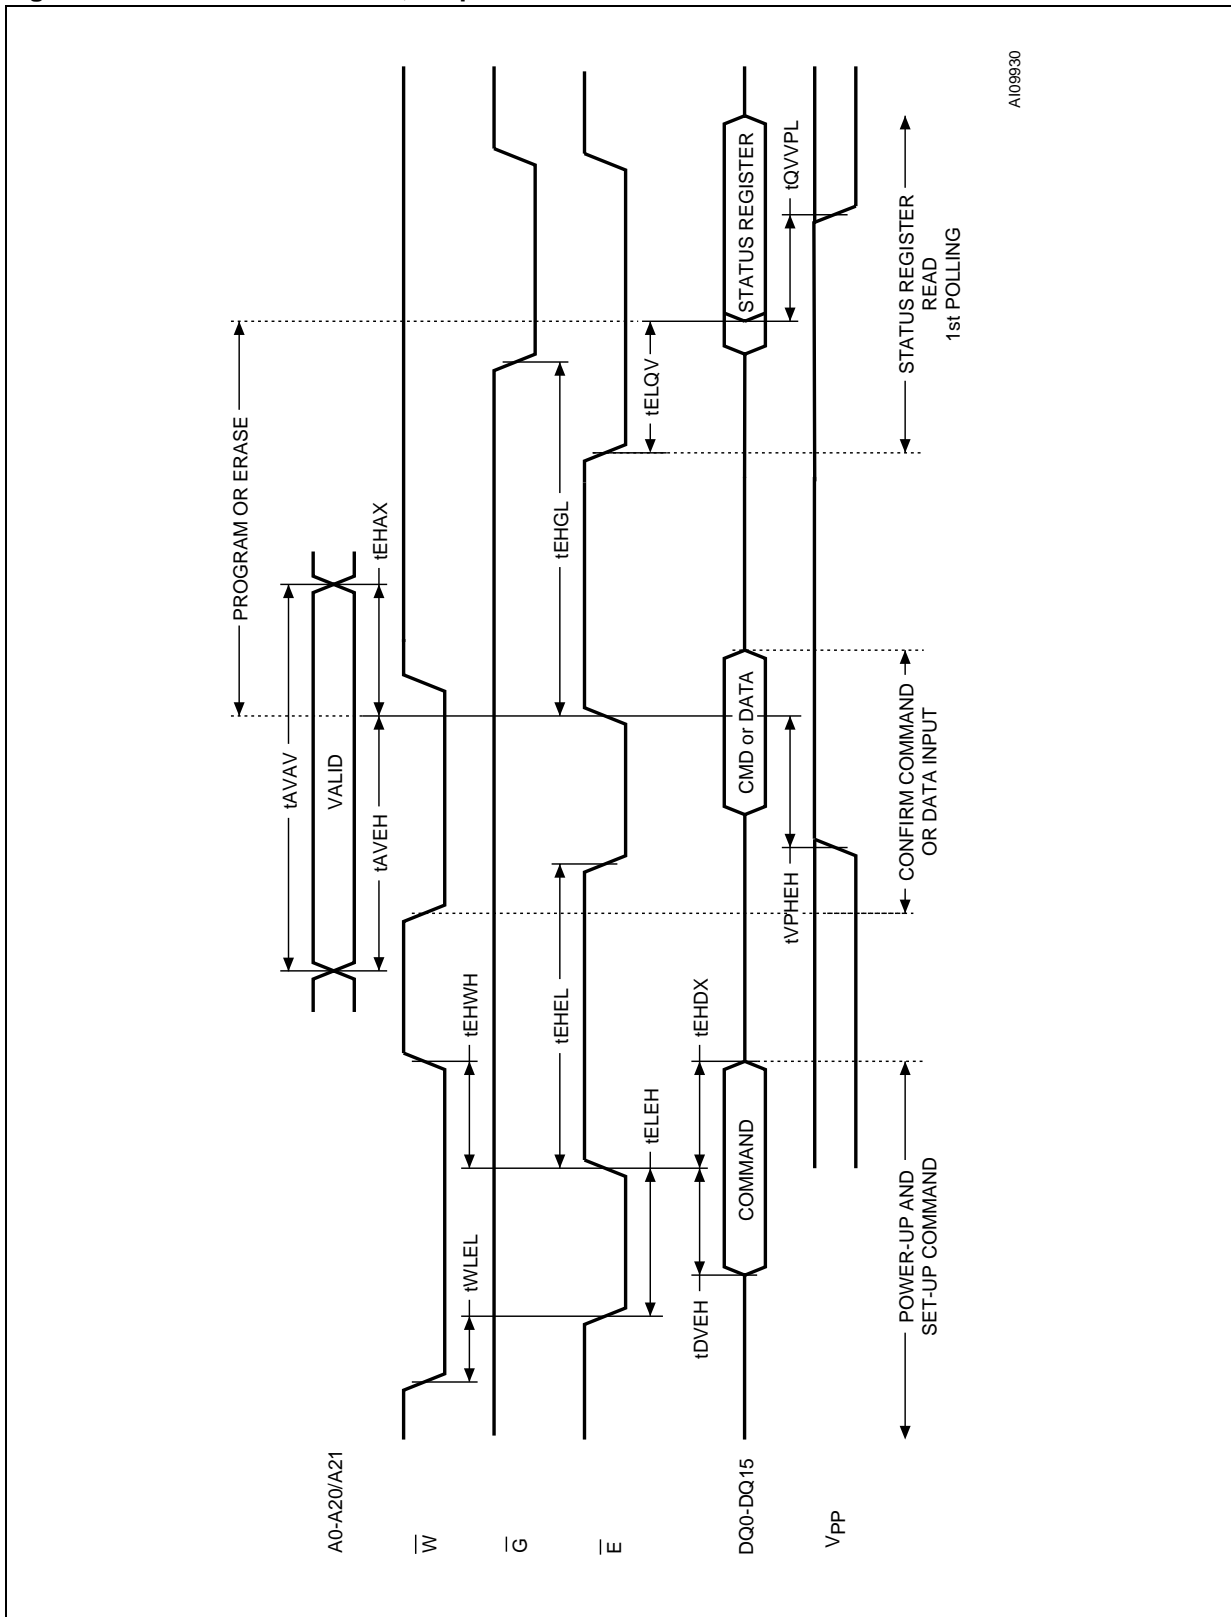 AI09930
PROGRAM OR ERASE
tAVAV
A0-A20/A21
VALID
tAVEH
tEHAX
W
tWLEL
tEHWH
G
tEHEL
tEHGL
E
tELEH
tELQV
tDVEH
tEHDX
DQ0-DQ15
COMMAND
CMD or DATA
STATUS REGISTER
tVPHEH
tQVVPL
VPP
POWER-UP AND
SET-UP COMMAND
CONFIRM COMMAND
OR DATA INPUT
STATUS REGISTER
READ
1st POLLING